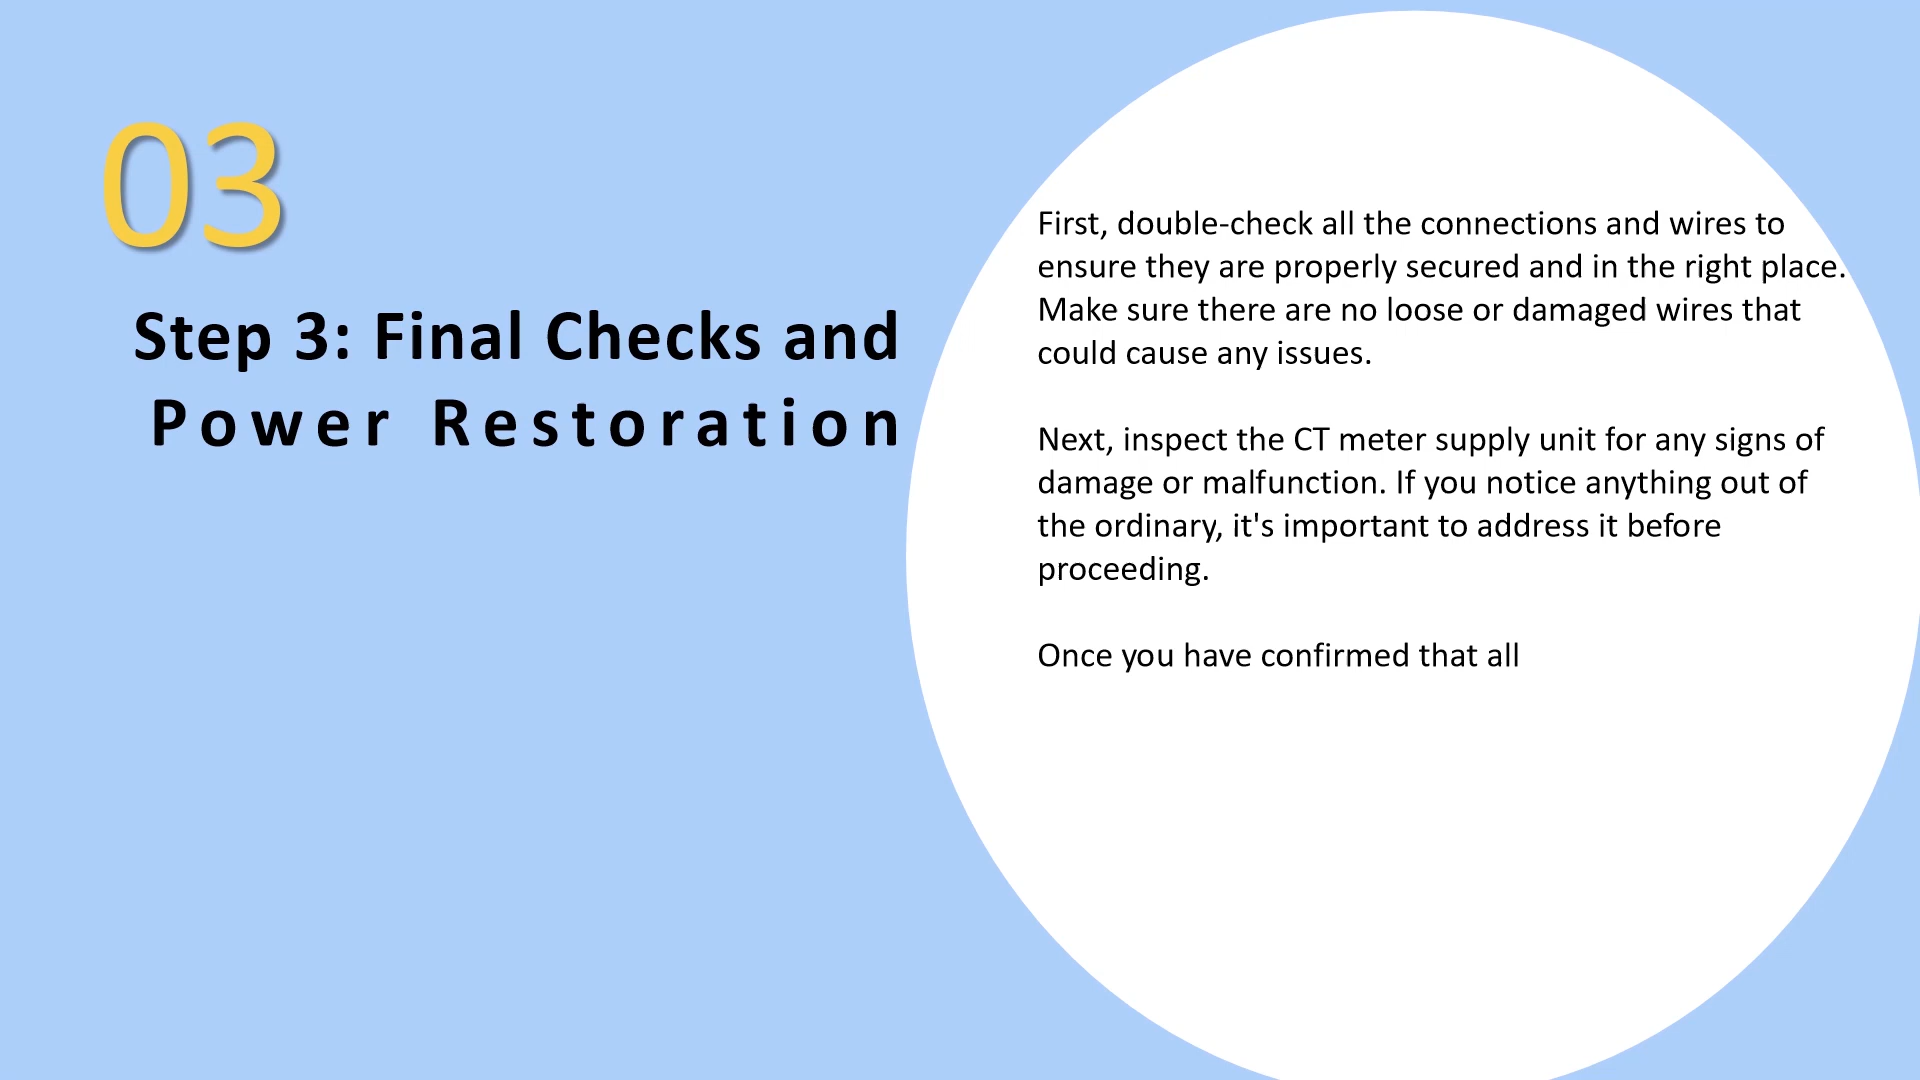 03
Step 3: Final Checks and
Power Restoration
First, double-check all the connections and wires to
ensure they are properly secured and in the right place.
Make sure there are no loose or damaged wires that
could cause any issues.
Next, inspect the CT meter supply unit for any signs of
damage or malfunction. If you notice anything out of
the ordinary, it's important to address it before
proceeding.
Once you have confirmed that all